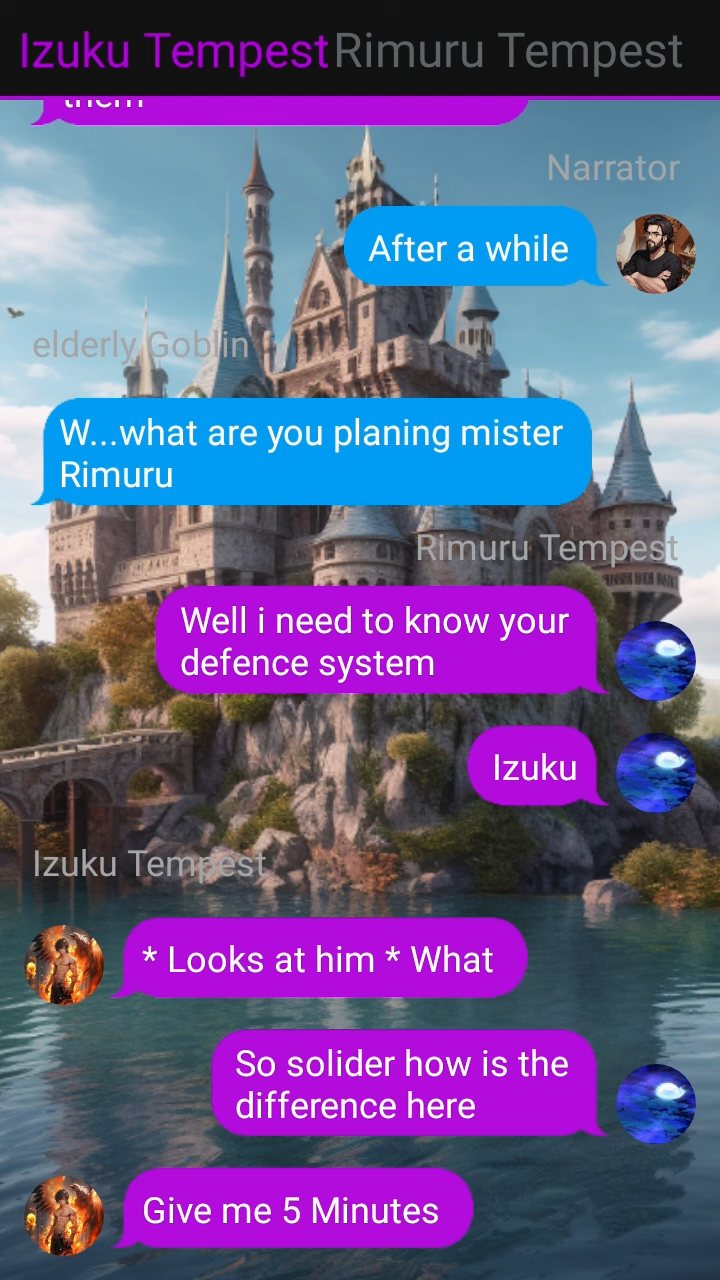 Izuku Tempest Rimuru Tempest
them
Narrator
After a while
elderly Goblin
W...what are you planing mister
Rimuru
Rimuru Tempest
Well i need to know your
defence system
Izuku
Izuku Tempest
* Looks at him * What
So solider how is the
difference here
Give me 5 Minutes